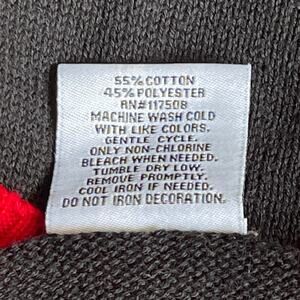 55% COTTON
45% POLYESTER
RN#117508
MACHINE WASH COLD
WITH LIKE COLORS.
GENTLE CYCLE.
ONLY NON-CHLORINE
BLEACH WHEN NEEDED.
TUMBLE DRY LOW.
REMOVE PROMPTLY.
COOL IRON IF NEEDED.
DO NOT IRON DECORATION.